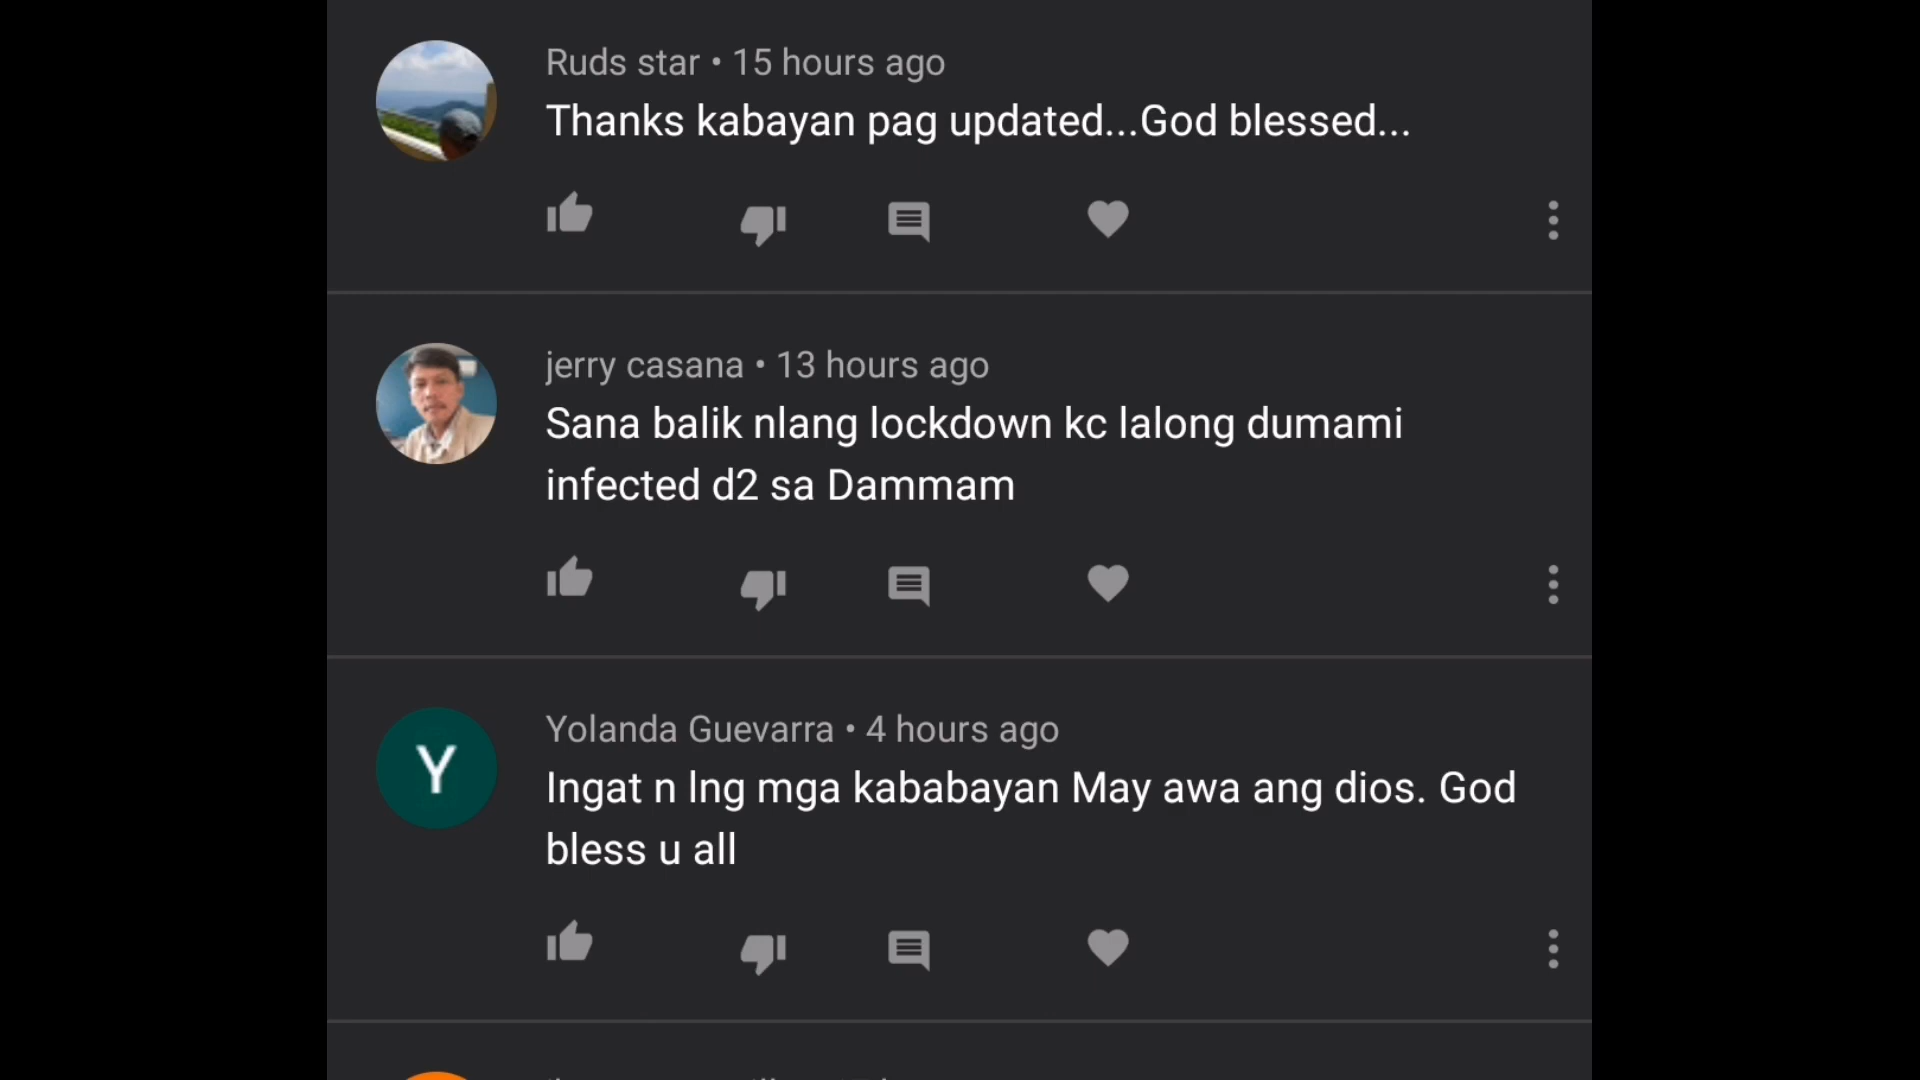 Ruds star • 15 hours ago
Thanks kabayan pag updated...God blessed...
jerry casana • 13 hours ago
Sana balik nlang lockdown kc lalong dumami
infected d2 sa Dammam
Y
Yolanda Guevarra • 4 hours ago
Ingat n lng mga kababayan May awa ang dios. God
bless u all